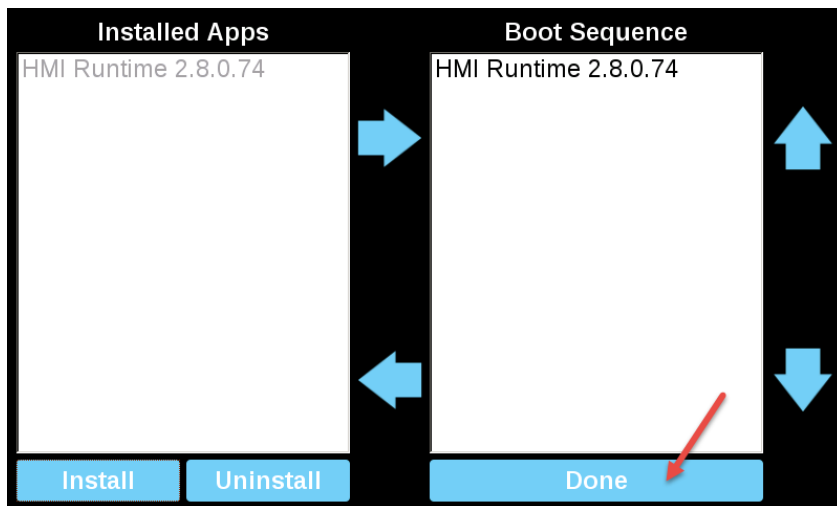 Installed Apps
HMI Runtime 2.8.0.74
Install
Uninstall
Boot Sequence
HMI Runtime 2.8.0.74
Done